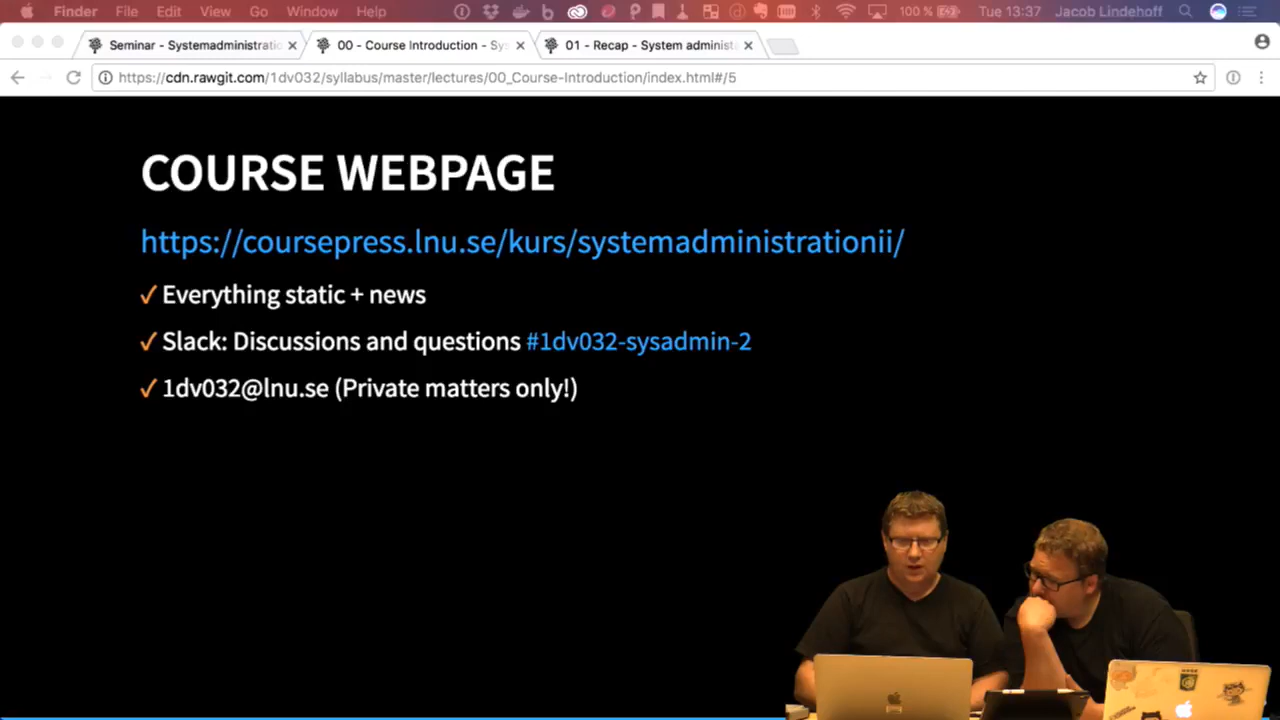 Finder File Edit View Go Window Help 100 % Tue 13:37 Jacob Lindehoff
Seminar - Systemadministratio
00 - Course Introduction - Sys
01 - Recap - System administ
https://cdn.rawgit.com/1dv032/syllabus/master/lectures/00_Course-Introduction/index.html#/5
COURSE WEBPAGE
https://coursepress.lnu.se/kurs/systemadministrationii/
✓ Everything static + news
✓ Slack: Discussions and questions #1dv032-sysadmin-2
✓ 1dv032@lnu.se (Private matters only!)